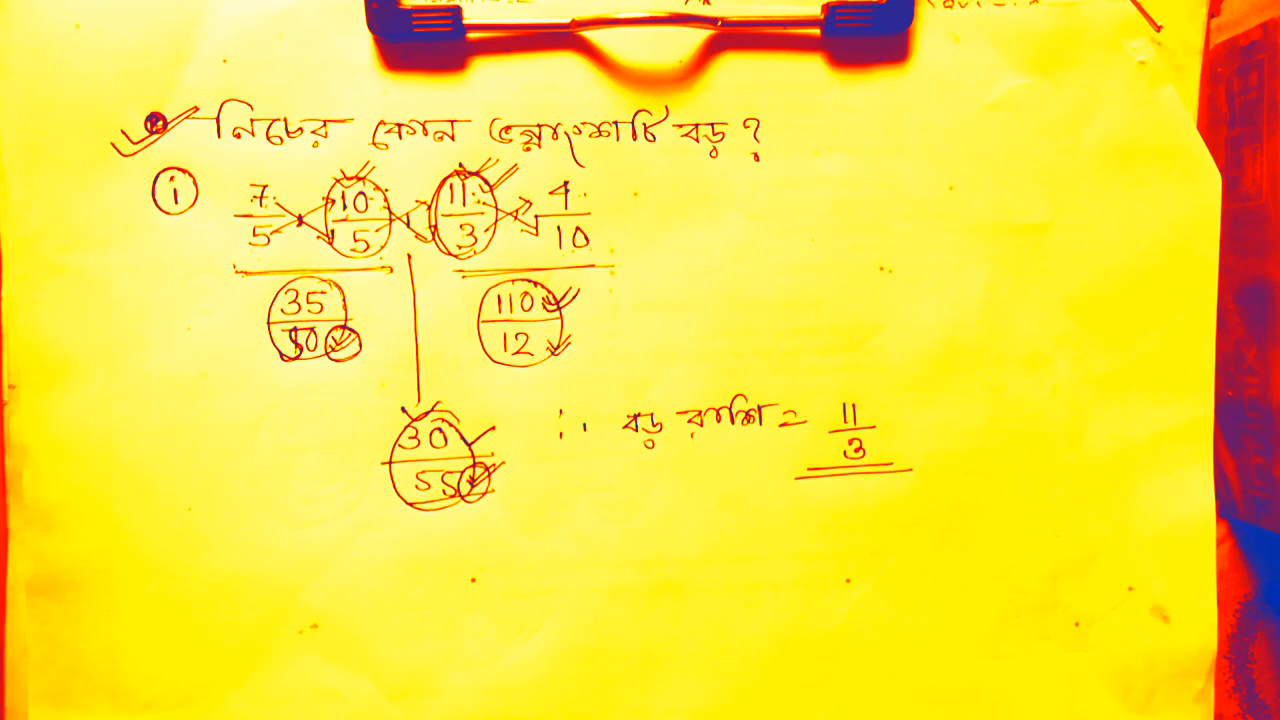 নিচের কোন ভগ্নাংশটি বড় ?
i 7/5 10/5 11/3 4/10
35/50 110/12
30/55 ∴ বড় রাশি = 11/3